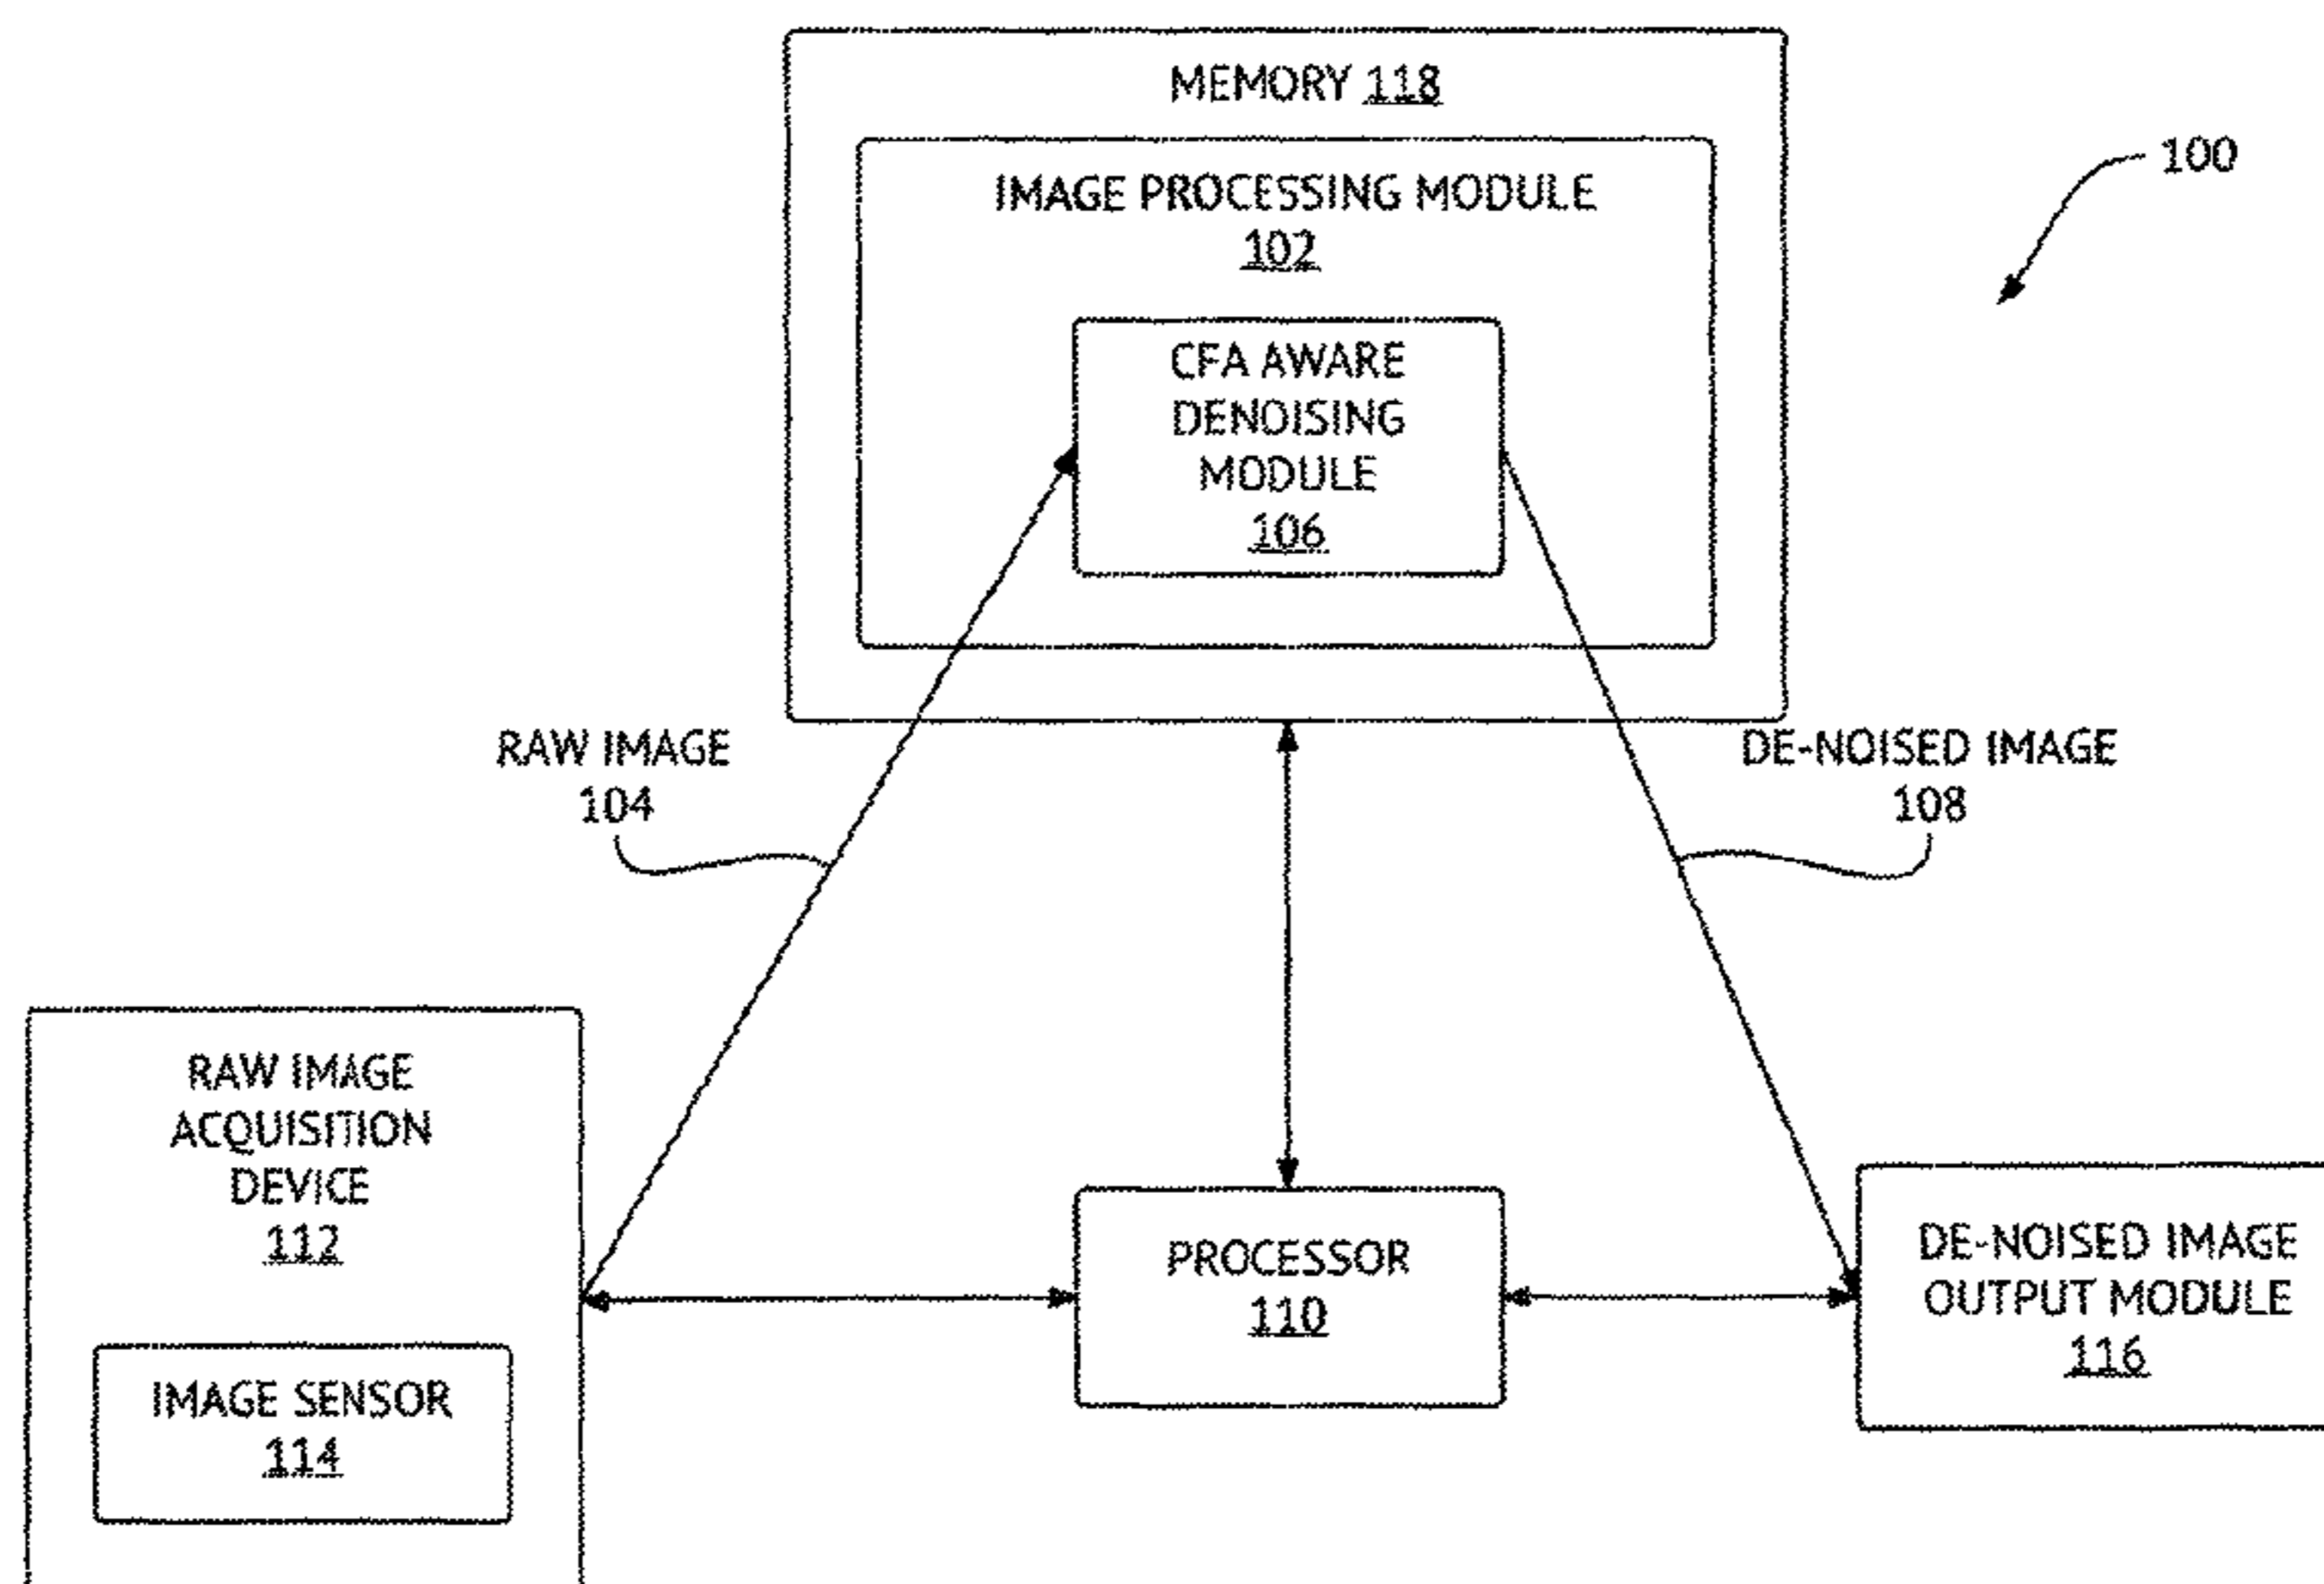 MEMORY 118
IMAGE PROCESSING MODULE
102
100
CFA AWARE
DENOISING
MODULE
106
RAW IMAGE
104
DE-NOISED IMAGE
108
RAW IMAGE
ACQUISITION
DEVICE
112
IMAGE SENSOR
114
PROCESSOR
110
DE-NOISED IMAGE
OUTPUT MODULE
116